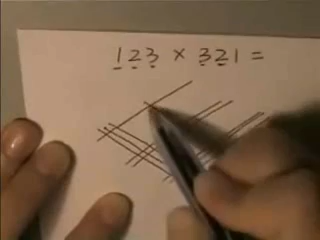 123 × 321 =